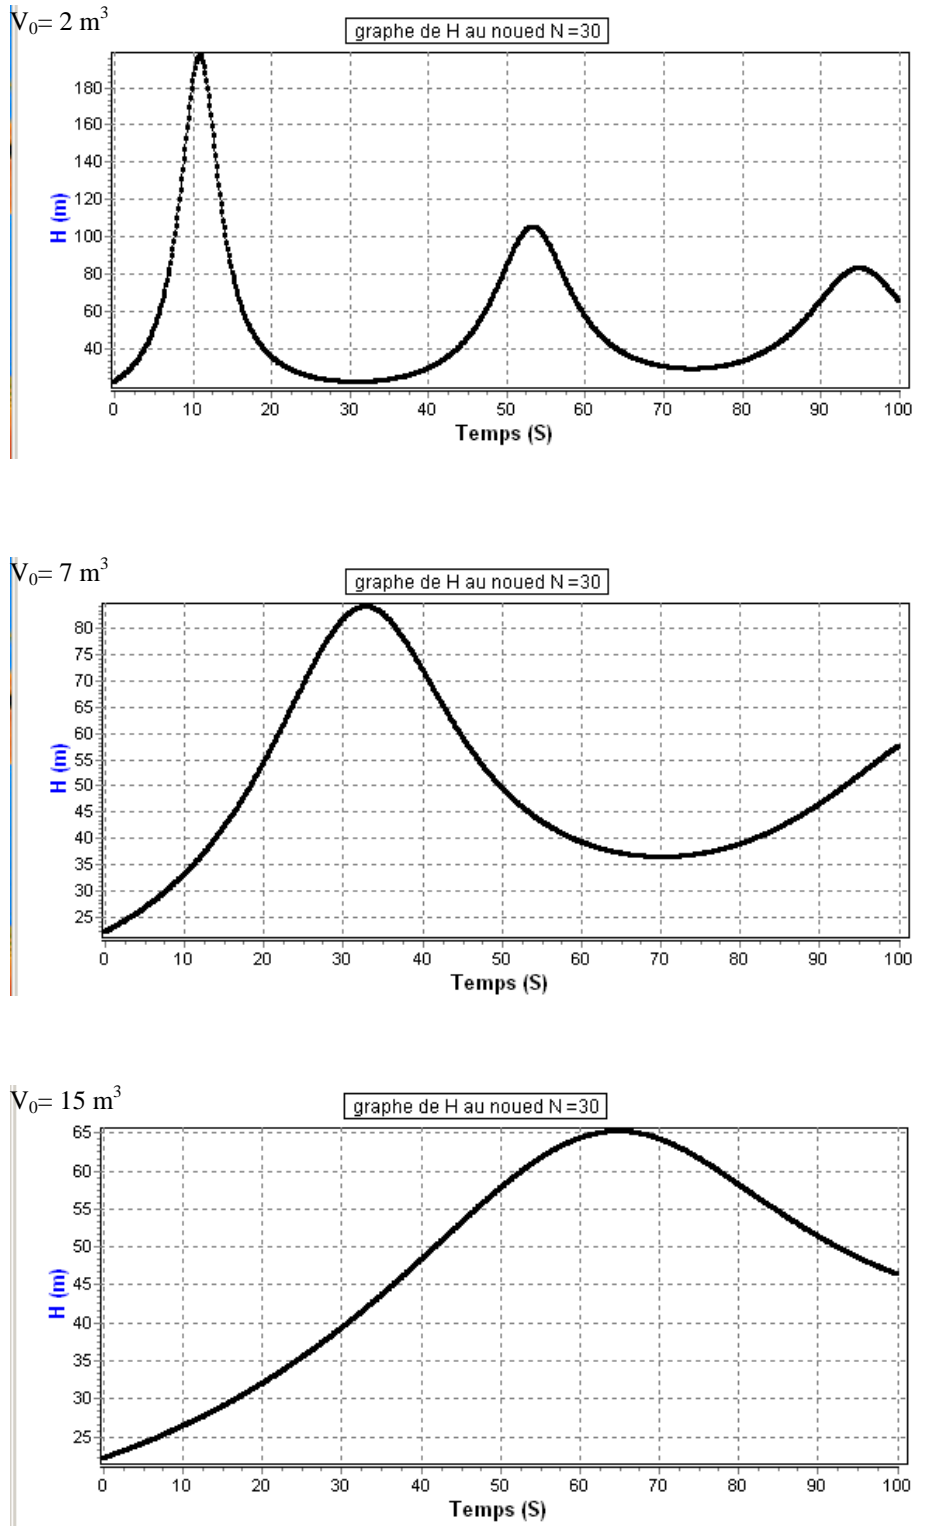 V₀= 2 m³
graphe de H au noued N =30
180
160
140
120
100
80
60
40
H (m)
0 10 20 30 40 50 60 70 80 90 100
Temps (S)
V₀= 7 m³
graphe de H au noued N =30
80
75
70
65
60
55
50
45
40
35
30
25
H (m)
0 10 20 30 40 50 60 70 80 90 100
Temps (S)
V₀= 15 m³
graphe de H au noued N =30
65
60
55
50
45
40
35
30
25
H (m)
0 10 20 30 40 50 60 70 80 90 100
Temps (S)